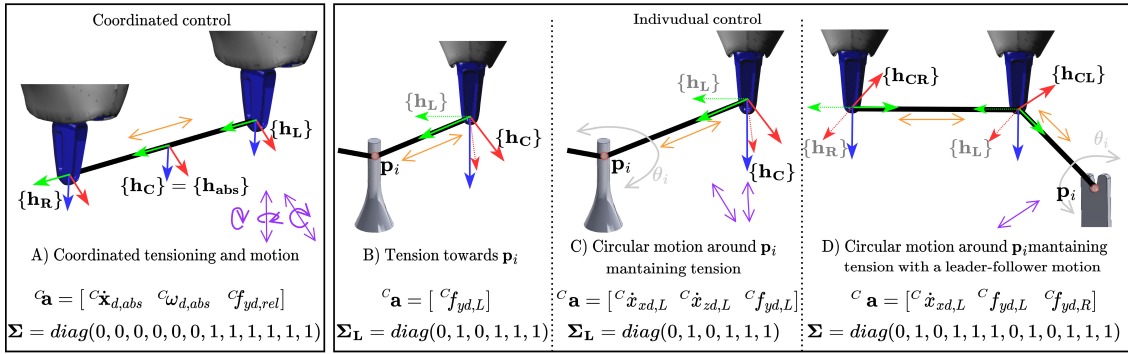 Coordinated control
{h_L}
{h_R}
{h_C} = {h_abs}
A) Coordinated tensioning and motion
^C a = [ ^C ẋ_{d,abs} ^C ω_{d,abs} ^C f_{yd,rel}]
Σ = diag(0, 0, 0, 0, 0, 0, 1, 1, 1, 1, 1, 1)
Indivudual control
{h_L}
{h_C}
p_i
B) Tension towards p_i
^C a = [ ^C f_{yd,L}]
Σ_L = diag(0, 1, 0, 1, 1, 1)
{h_L}
p_i
θ_i
{h_C}
C) Circular motion around p_i
mantaining tension
^C a = [^C ẋ_{xd,L} ^C ẋ_{zd,L} ^C f_{yd,L}]
Σ_L = diag(0, 1, 0, 1, 1, 1)
{h_CR}
{h_CL}
{h_R}
{h_L}
θ_i
p_i
D) Circular motion around p_i mantaining
tension with a leader-follower motion
^C a = [^C ẋ_{xd,L} ^C f_{yd,L} ^C f_{yd,R}]
Σ = diag(0, 1, 0, 1, 1, 1, 0, 1, 0, 1, 1, 1)